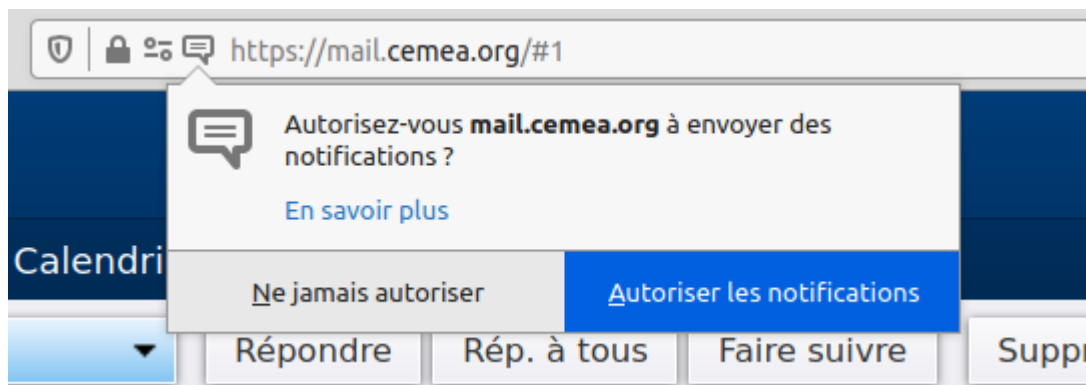 https://mail.cemea.org/#1
Autorisez-vous mail.cemea.org à envoyer des
notifications ?
En savoir plus
Calendri
Ne jamais autoriser
Autoriser les notifications
Répondre
Rép. à tous
Faire suivre
Suppr